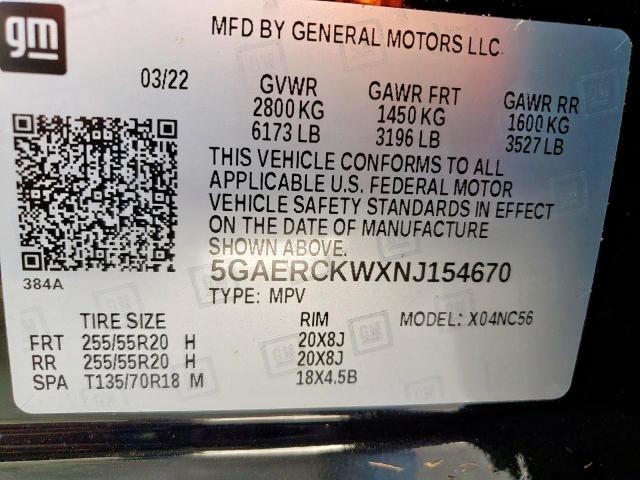 gm
MFD BY GENERAL MOTORS LLC
03/22 GVWR GAWR FRT GAWR RR
2800 KG 1450 KG 1600 KG
6173 LB 3196 LB 3527 LB
THIS VEHICLE CONFORMS TO ALL
APPLICABLE U.S. FEDERAL MOTOR
VEHICLE SAFETY STANDARDS IN EFFECT
ON THE DATE OF MANUFACTURE
SHOWN ABOVE.
384A 5GAERCKWXNJ154670
TYPE: MPV
TIRE SIZE RIM MODEL: X04NC56
FRT 255/55R20 H 20X8J
RR 255/55R20 H 20X8J
SPA T135/70R18 M 18X4.5B